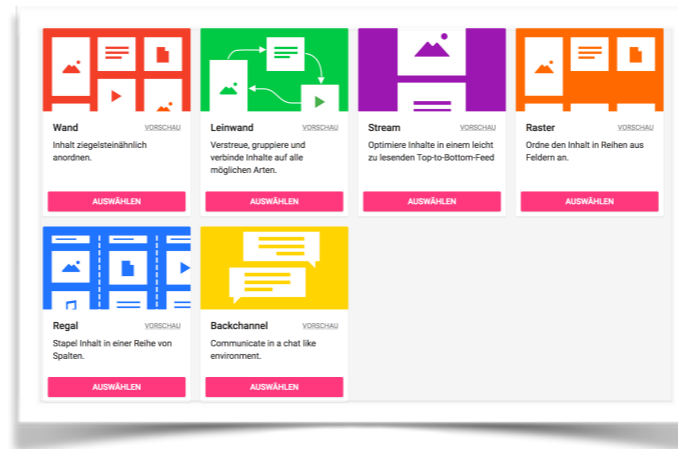 Wand VORSCHAU
Inhalt ziegelsteinähnlich
anordnen.
AUSWÄHLEN
Leinwand VORSCHAU
Verstreue, gruppiere und
verbinde Inhalte auf alle
möglichen Arten.
AUSWÄHLEN
Stream VORSCHAU
Optimiere Inhalte in einem leicht
zu lesenden Top-to-Bottom-Feed
AUSWÄHLEN
Raster VORSCHAU
Ordne den Inhalt in Reihen aus
Feldern an.
AUSWÄHLEN
Regal VORSCHAU
Stapel Inhalt in einer Reihe von
Spalten.
AUSWÄHLEN
Backchannel VORSCHAU
Communicate in a chat like
environment.
AUSWÄHLEN